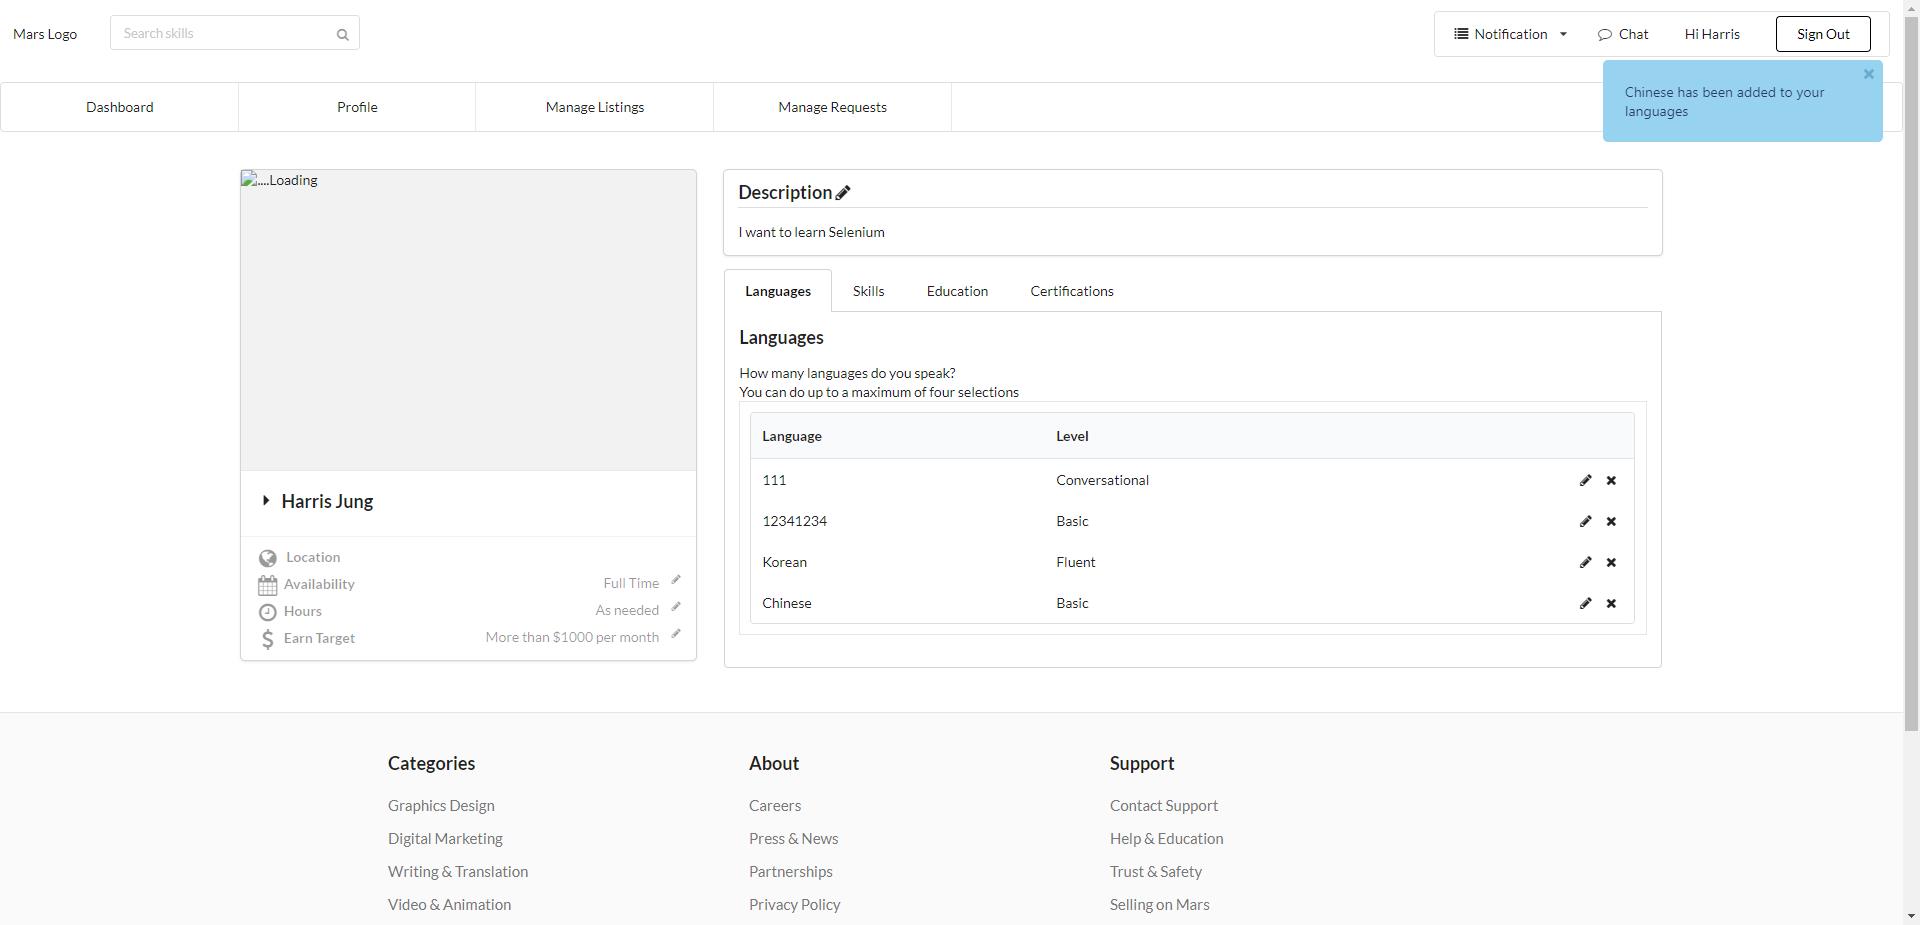 Mars Logo
Search skills
Notification
Chat
Hi Harris
Sign Out
Chinese has been added to your
languages
Dashboard
Profile
Manage Listings
Manage Requests
....Loading
Harris Jung
Location
Availability
Full Time
Hours
As needed
Earn Target
More than $1000 per month
Description
I want to learn Selenium
Languages
Skills
Education
Certifications
Languages
How many languages do you speak?
You can do up to a maximum of four selections
Language Level
111 Conversational
12341234 Basic
Korean Fluent
Chinese Basic
Categories
Graphics Design
Digital Marketing
Writing & Translation
Video & Animation
About
Careers
Press & News
Partnerships
Privacy Policy
Support
Contact Support
Help & Education
Trust & Safety
Selling on Mars